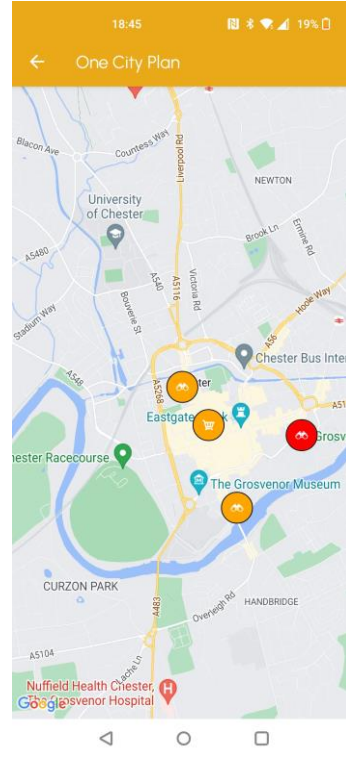 18:45
19%
One City Plan
Blacon Ave
Countess Way
Liverpool Rd
NEWTON
University
of Chester
Brook Ln
Ermine Rd
A5480
A540
A5116
Victoria Rd
Bouverie St
Stadium Way
Hoole Way
A56
Chester Bus Inter
A548
A5268
ter
A51
Eastgate
k
Grosv
hester Racecourse
The Grosvenor Museum
CURZON PARK
A483
Overleigh Rd
HANDBRIDGE
A5104
Lache Ln
Nuffield Health Chester,
The Grosvenor Hospital
H
Google